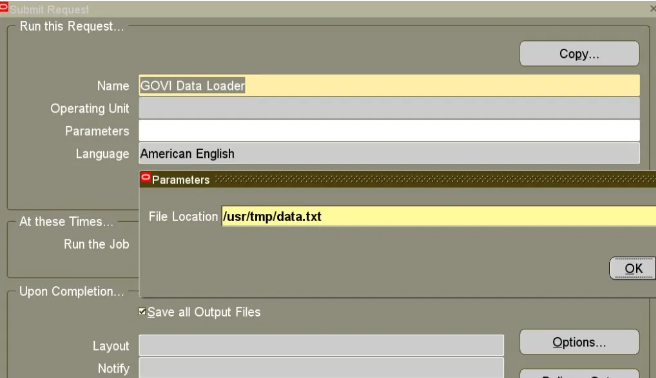 Submit Request
Run this Request...
Copy...
Name GOVI Data Loader
Operating Unit
Parameters
Language American English
Parameters
File Location /usr/tmp/data.txt
At these Times...
Run the Job
OK
Upon Completion...
Save all Output Files
Layout
Options...
Notify